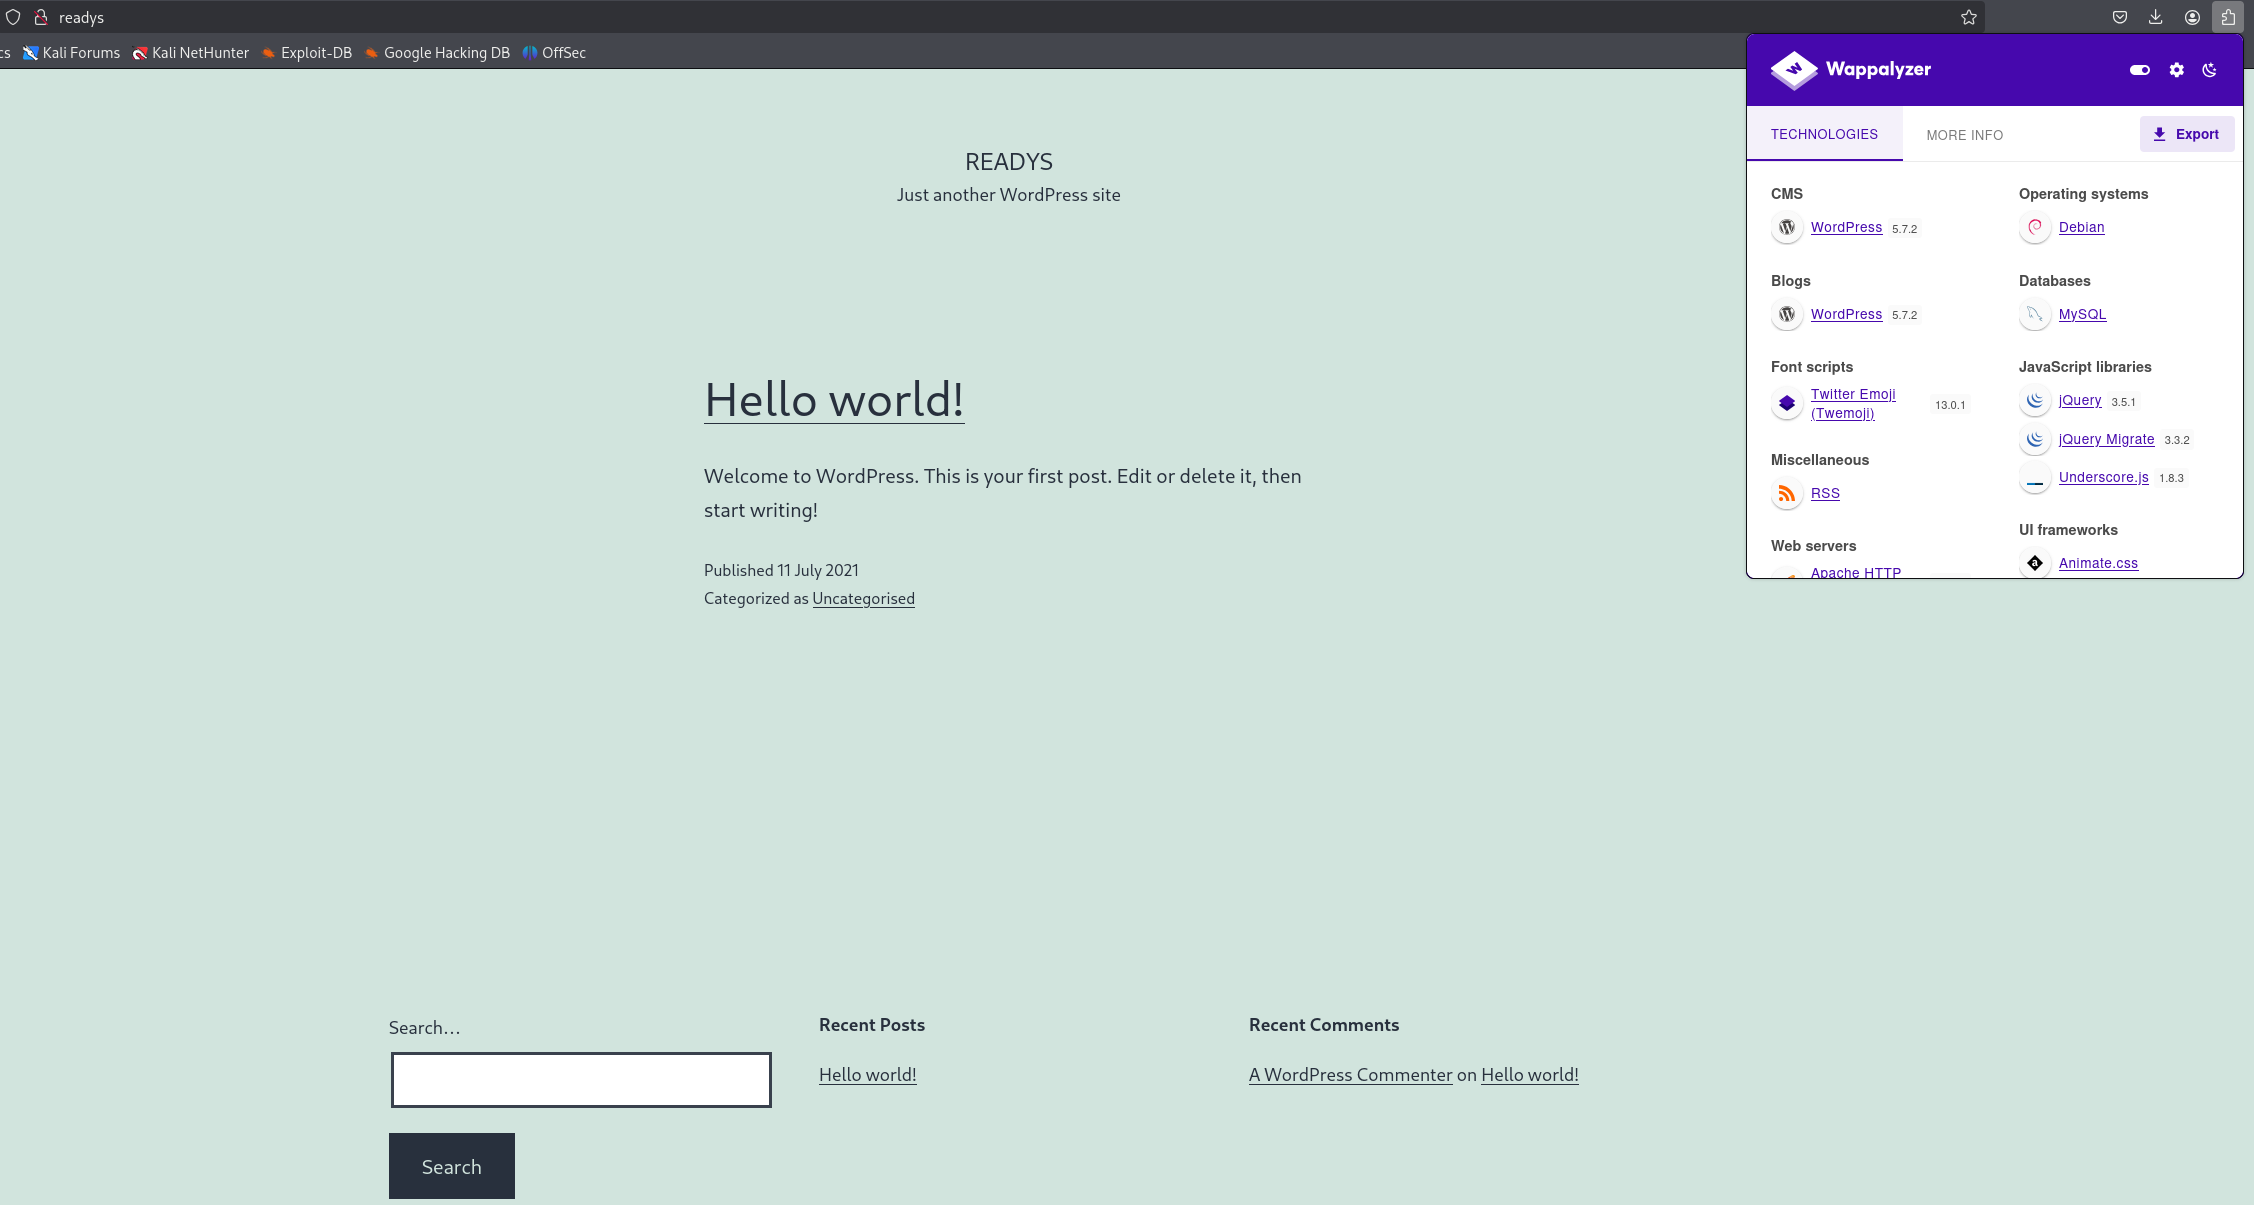 readys
cs Kali Forums Kali NetHunter Exploit-DB Google Hacking DB OffSec
Wappalyzer
TECHNOLOGIES MORE INFO Export
CMS
WordPress 5.7.2
Blogs
WordPress 5.7.2
Font scripts
Twitter Emoji
(Twemoji) 13.0.1
Miscellaneous
RSS
Web servers
Apache HTTP
Operating systems
Debian
Databases
MySQL
JavaScript libraries
jQuery 3.5.1
jQuery Migrate 3.3.2
Underscore.js 1.8.3
UI frameworks
Animate.css
READYS
Just another WordPress site
Hello world!
Welcome to WordPress. This is your first post. Edit or delete it, then
start writing!
Published 11 July 2021
Categorized as Uncategorised
Search…
Search
Recent Posts
Hello world!
Recent Comments
A WordPress Commenter on Hello world!